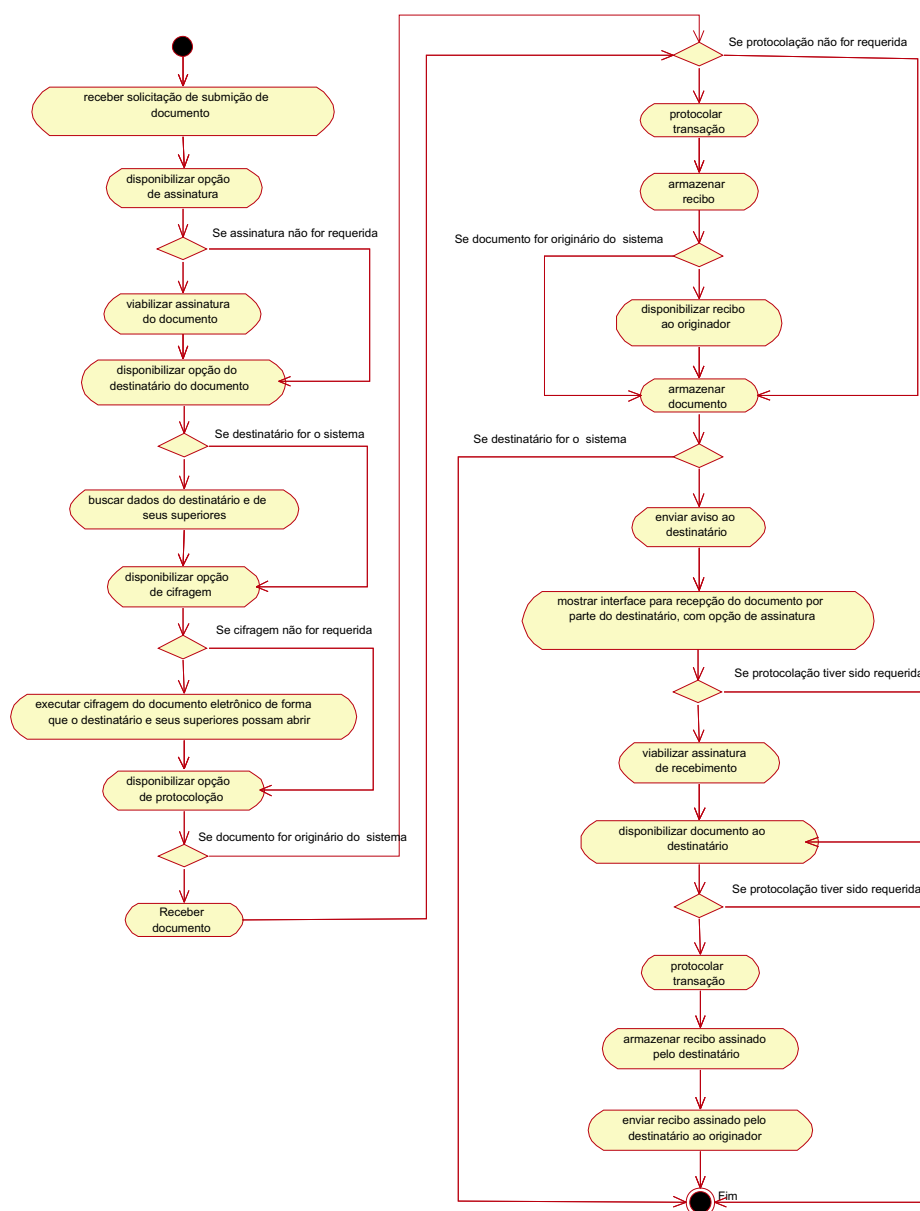 receber solicitação de submição de
documento
disponibilizar opção
de assinatura
Se assinatura não for requerida
viabilizar assinatura
do documento
disponibilizar opção do
destinatário do documento
Se destinatário for o sistema
buscar dados do destinatário e de
seus superiores
disponibilizar opção
de cifragem
Se cifragem não for requerida
executar cifragem do documento eletrônico de forma
que o destinatário e seus superiores possam abrir
disponibilizar opção
de protocoloção
Se documento for originário do sistema
Receber
documento
Se protocolação não for requerida
protocolar
transação
armazenar
recibo
Se documento for originário do sistema
disponibilizar recibo
ao originador
armazenar
documento
Se destinatário for o sistema
enviar aviso ao
destinatário
mostrar interface para recepção do documento por
parte do destinatário, com opção de assinatura
Se protocolação tiver sido requerida
viabilizar assinatura
de recebimento
disponibilizar documento ao
destinatário
Se protocolação tiver sido requerida
protocolar
transação
armazenar recibo assinado
pelo destinatário
enviar recibo assinado pelo
destinatário ao originador
Fim